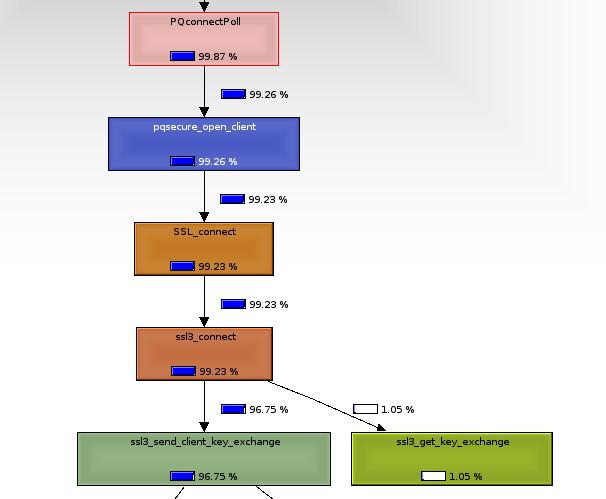 PQconnectPoll
99.87 %
99.26 %
pqsecure_open_client
99.26 %
99.23 %
SSL_connect
99.23 %
99.23 %
ssl3_connect
99.23 %
96.75 %
1.05 %
ssl3_send_client_key_exchange
96.75 %
ssl3_get_key_exchange
1.05 %